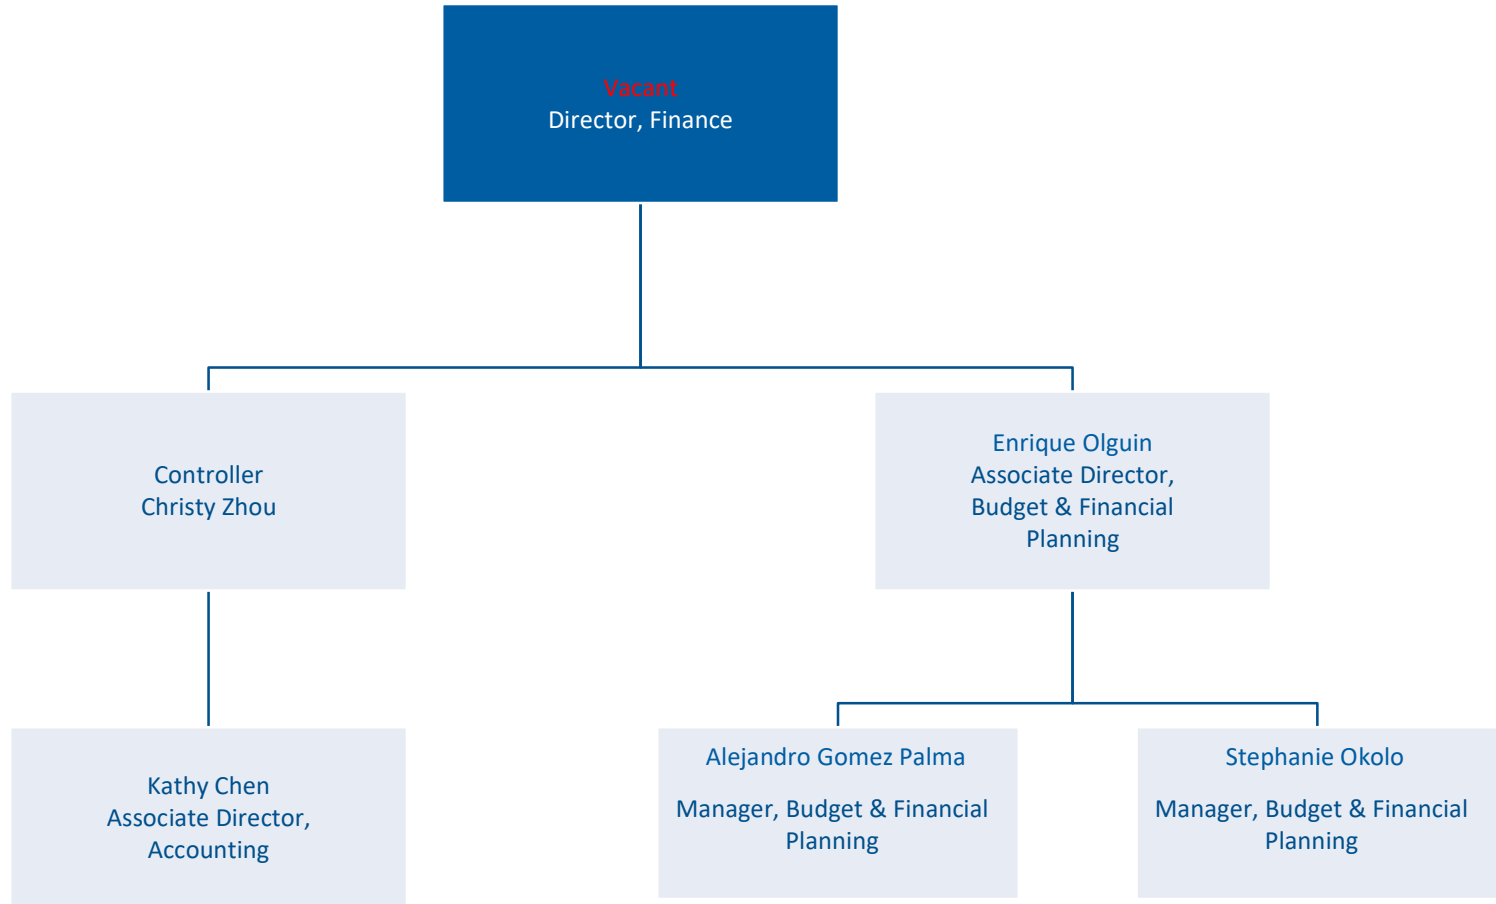 Vacant
Director, Finance
Controller
Christy Zhou
Enrique Olguin
Associate Director,
Budget & Financial
Planning
Kathy Chen
Associate Director,
Accounting
Alejandro Gomez Palma
Manager, Budget & Financial
Planning
Stephanie Okolo
Manager, Budget & Financial
Planning